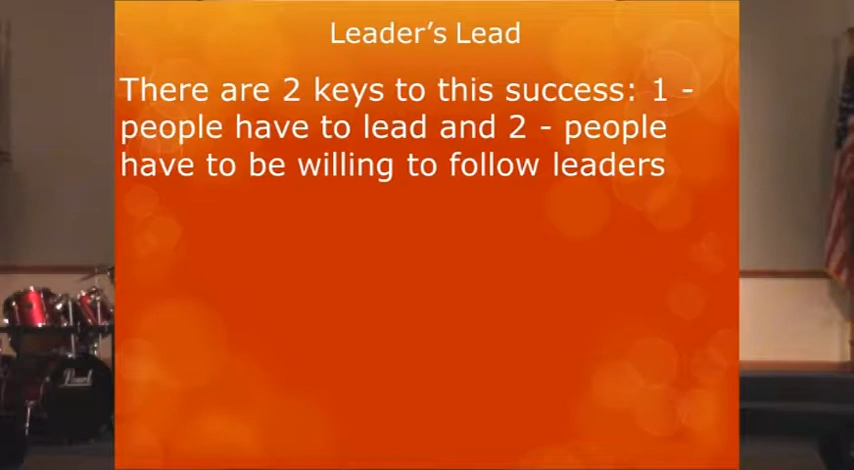 Leader's Lead
There are 2 keys to this success: 1 -
people have to lead and 2 - people
have to be willing to follow leaders
Pearl